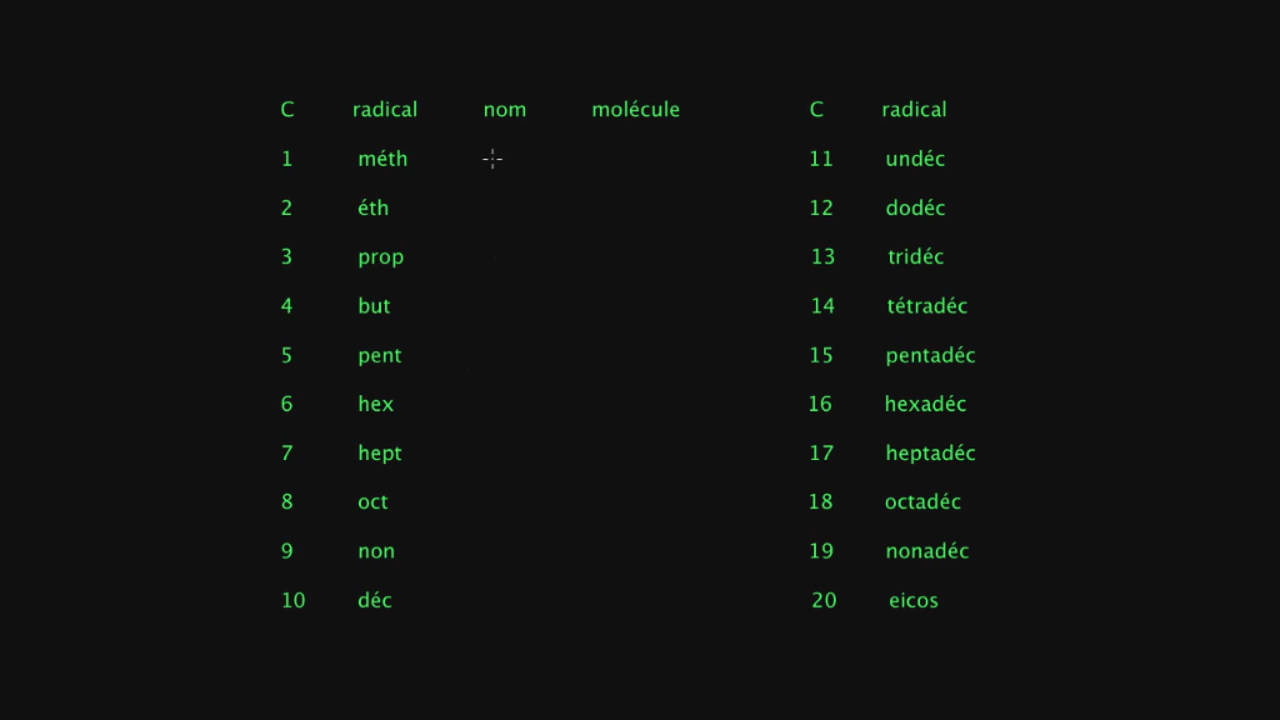 C radical nom molécule C radical
1 méth 11 undéc
2 éth 12 dodéc
3 prop 13 tridéc
4 but 14 tétradéc
5 pent 15 pentadéc
6 hex 16 hexadéc
7 hept 17 heptadéc
8 oct 18 octadéc
9 non 19 nonadéc
10 déc 20 eicos